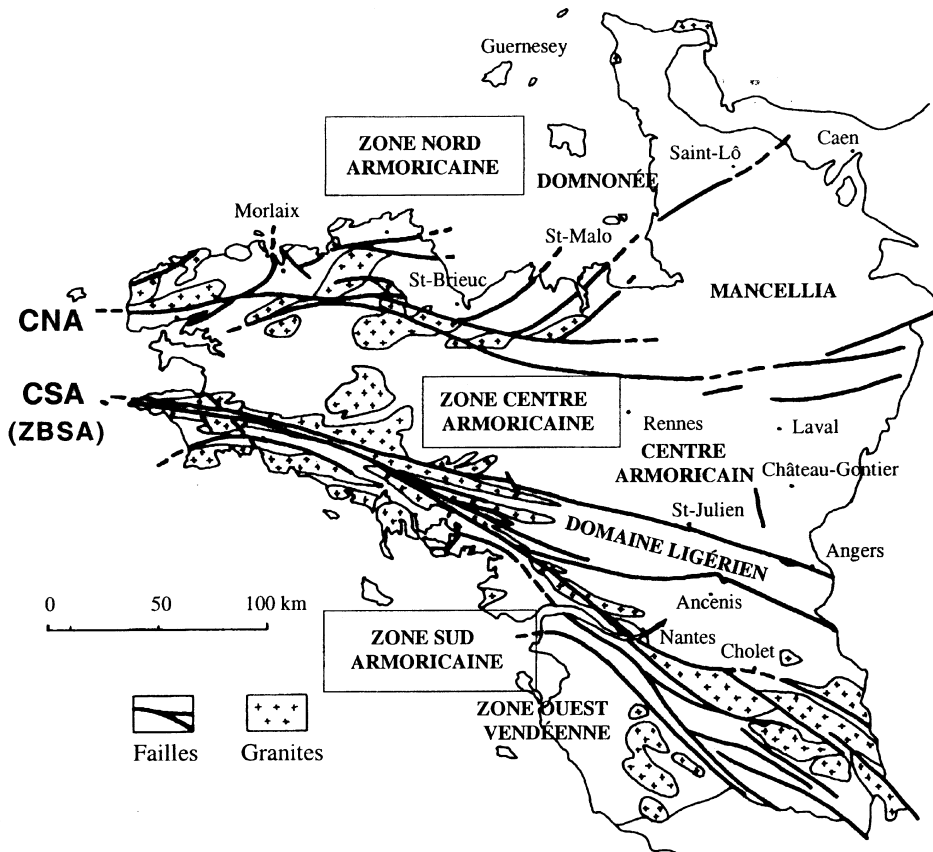 Guernesey
ZONE NORD
ARMORICAINE
Saint-Lô
Caen
DOMNONÉE
Morlaix
St-Malo
St-Brieuc
MANCELLIA
CNA
CSA
(ZBSA)
ZONE CENTRE
ARMORICAINE
Rennes
Laval
CENTRE
ARMORICAIN
Château-Gontier
St-Julien
DOMAINE LIGÉRIEN
Angers
0 50 100 km
Ancenis
ZONE SUD
ARMORICAINE
Nantes
Cholet
ZONE OUEST
VENDÉENNE
Failles
Granites